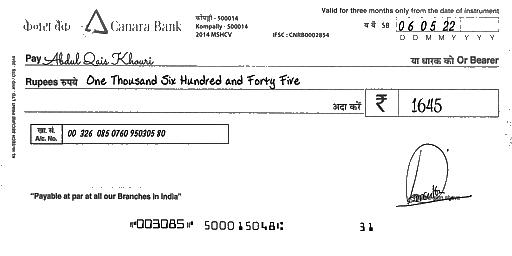 Valid for three months only from the date of instrument
केनरा बैंक Canara Bank
कोंपल्ली - 500014
Kompally - 500014
2014 MSHCV
IFSC : CNRB0002854
SB 06 05 22
D D M M Y Y Y Y
Pay Abdul Qais Khouri या धारक को Or Bearer
Rupees रुपये One Thousand Six Hundred and Forty Five
अदा करें ₹ 1645
खा. सं.
A/c. No. 00 326 085 0760 950305 80
"Payable at par at all our Branches in India"
⑈003085⑈ 500015048⑆ 31